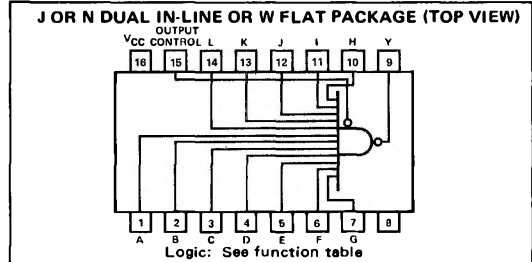 J OR N DUAL IN-LINE OR W FLAT PACKAGE (TOP VIEW)
OUTPUT
VCC CONTROL L K J I H Y
16 15 14 13 12 11 10 9
1 2 3 4 5 6 7 8
A B C D E F G
Logic: See function table